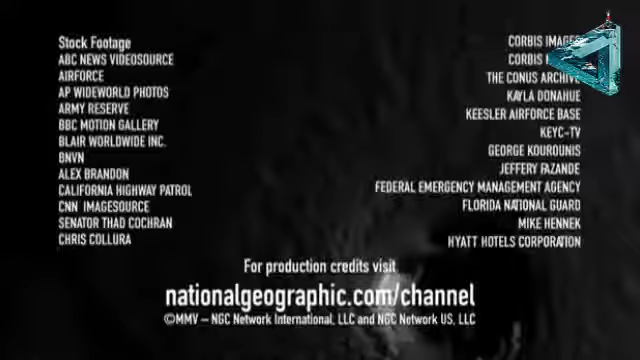 Stock Footage
ABC NEWS VIDEOSOURCE
AIRFORCE
AP WIDEWORLD PHOTOS
ARMY RESERVE
BBC MOTION GALLERY
BLAIR WORLDWIDE INC.
BNVN
ALEX BRANDON
CALIFORNIA HIGHWAY PATROL
CNN IMAGESOURCE
SENATOR THAD COCHRAN
CHRIS COLLURA
CORBIS IMAGES
CORBIS
THE CONUS ARCHIVE
KAYLA DONAHUE
KEESLER AIRFORCE BASE
KEYC-TV
GEORGE KOUROUNIS
JEFFERY FAZANDE
FEDERAL EMERGENCY MANAGEMENT AGENCY
FLORIDA NATIONAL GUARD
MIKE HENNEK
HYATT HOTELS CORPORATION
For production credits visit
nationalgeographic.com/channel
©MMV – NGC Network International, LLC and NGC Network US, LLC